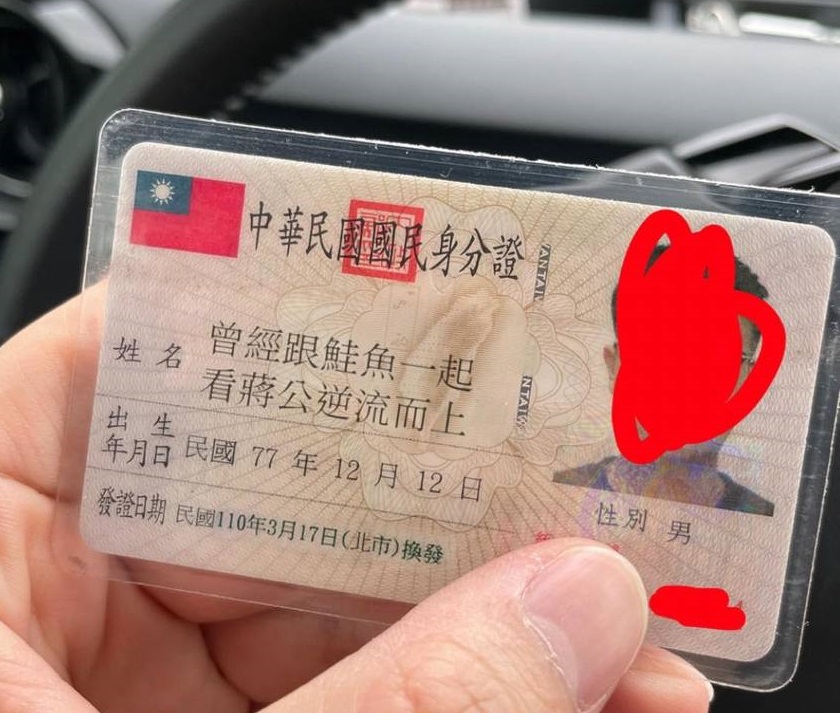 中華民國國民身分證
姓名 曾經跟鮭魚一起
看蔣公逆流而上
出生
年月日 民國 77 年 12 月 12 日
發證日期 民國110年3月17日(北市)換發
性別 男